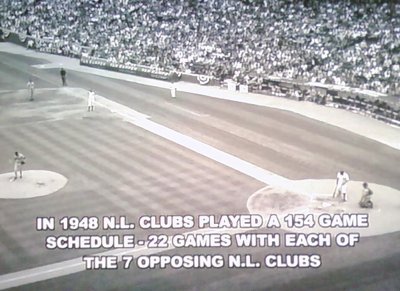 IN 1948 N.L. CLUBS PLAYED A 154 GAME
SCHEDULE - 22 GAMES WITH EACH OF
THE 7 OPPOSING N.L. CLUBS